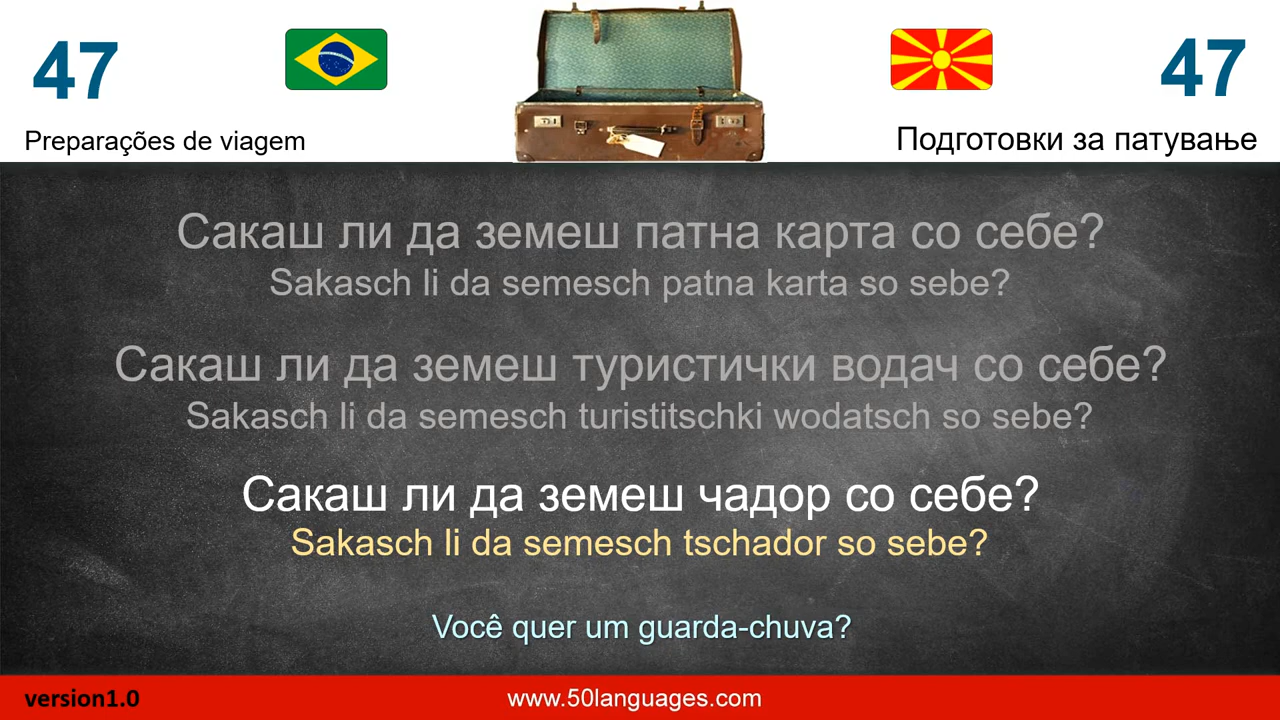 47
47
Preparações de viagem
Подготовки за патување
Сакаш ли да земеш патна карта со себе?
Sakasch li da semesch patna karta so sebe?
Сакаш ли да земеш туристички водач со себе?
Sakasch li da semesch turistitschki wodatsch so sebe?
Сакаш ли да земеш чадор со себе?
Sakasch li da semesch tschador so sebe?
Você quer um guarda-chuva?
version1.0
www.50languages.com